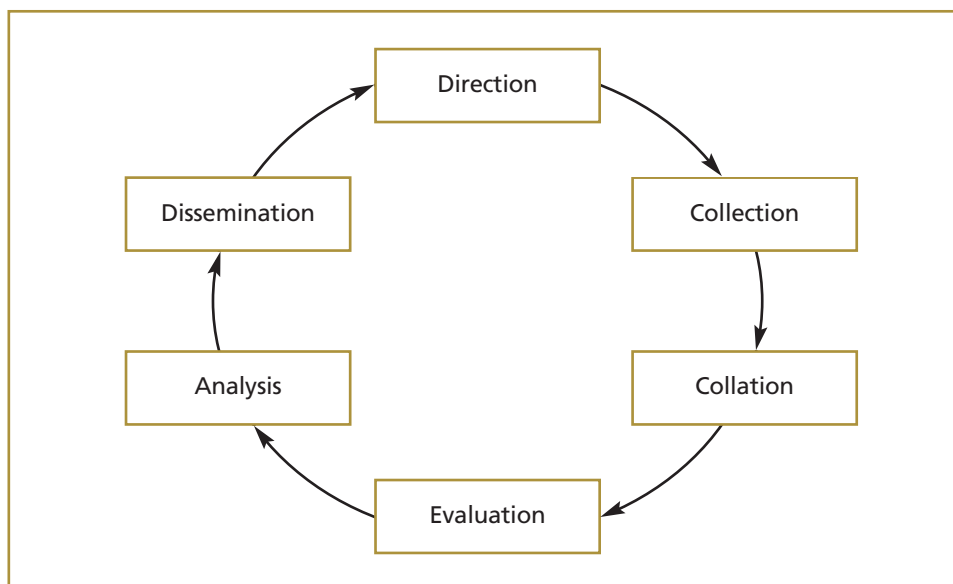 Direction
Dissemination
Collection
Analysis
Collation
Evaluation